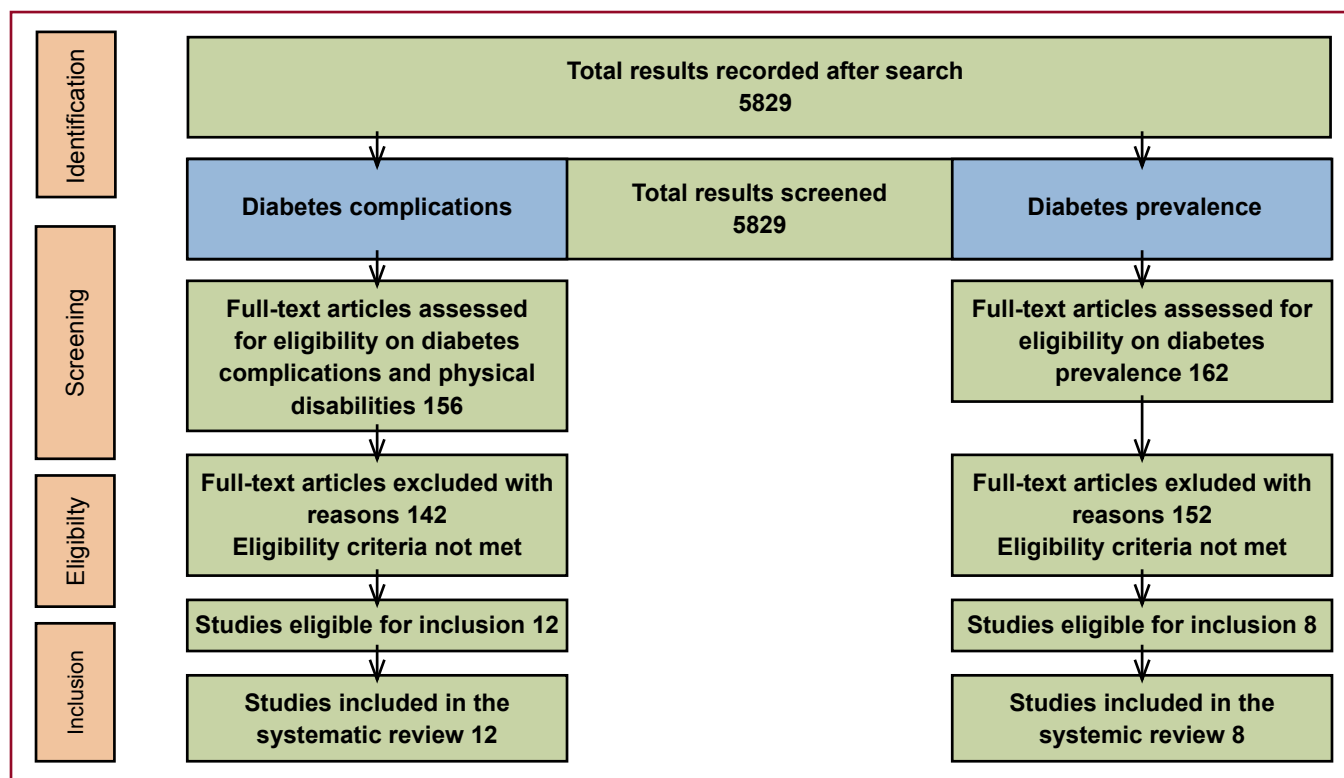 Identification
Total results recorded after search
5829
Diabetes complications
Total results screened
5829
Diabetes prevalence
Screening
Full-text articles assessed
for eligibility on diabetes
complications and physical
disabilities 156
Full-text articles assessed for
eligibility on diabetes
prevalence 162
Eligibilty
Full-text articles excluded with
reasons 142
Eligibility criteria not met
Full-text articles exluded with
reasons 152
Eligibility criteria not met
Studies eligible for inclusion 12
Studies eligible for inclusion 8
Inclusion
Studies included in the
systematic review 12
Studies included in the
systemic review 8